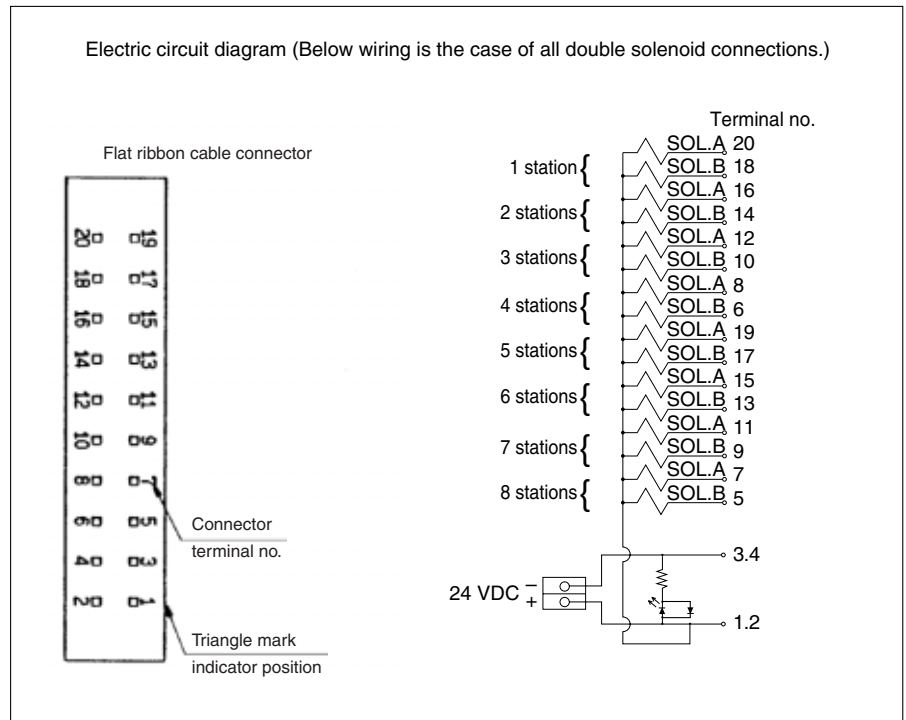 Electric circuit diagram (Below wiring is the case of all double solenoid connections.)
Flat ribbon cable connector
20 19
18 17
16 15
14 13
12 11
10 9
8 7
6 5
4 3
2 1
Connector
terminal no.
Triangle mark
indicator position
Terminal no.
1 station {
SOL.A 20
SOL.B 18
2 stations {
SOL.A 16
SOL.B 14
3 stations {
SOL.A 12
SOL.B 10
4 stations {
SOL.A 8
SOL.B 6
5 stations {
SOL.A 19
SOL.B 17
6 stations {
SOL.A 15
SOL.B 13
7 stations {
SOL.A 11
SOL.B 9
8 stations {
SOL.A 7
SOL.B 5
24 VDC − +
3.4
1.2